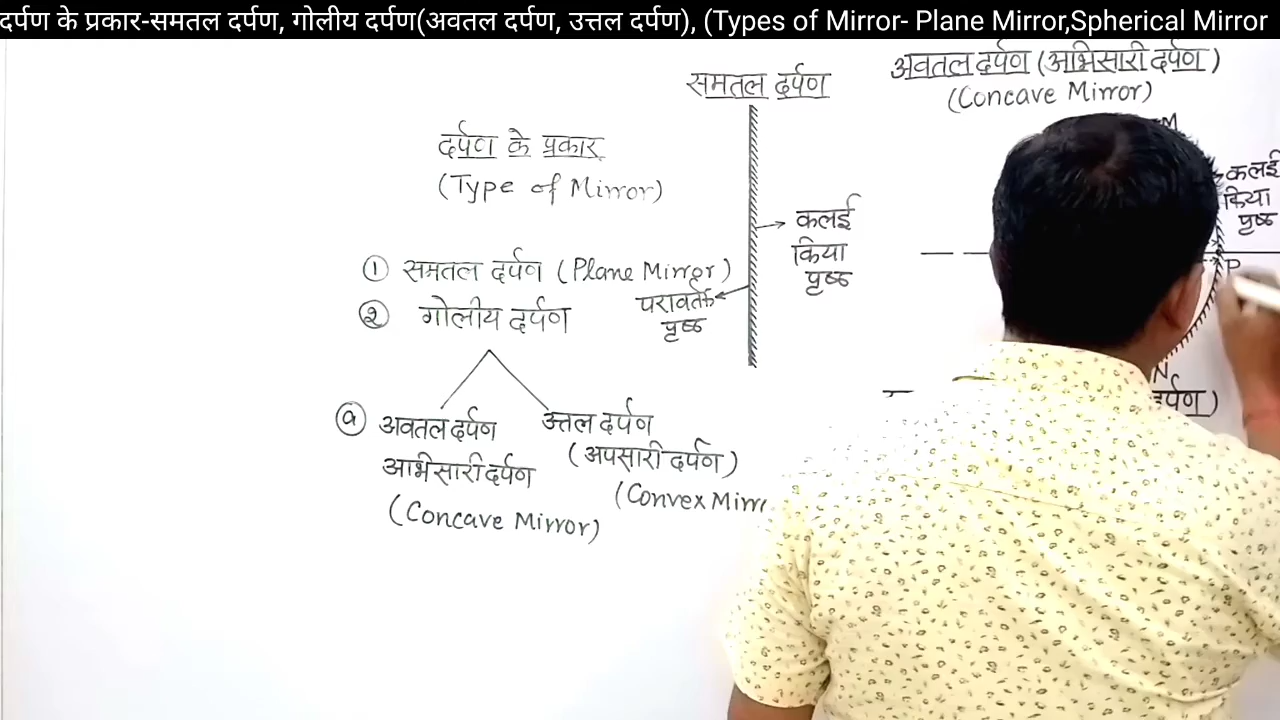 दर्पण के प्रकार-समतल दर्पण, गोलीय दर्पण(अवतल दर्पण, उत्तल दर्पण), (Types of Mirror- Plane Mirror,Spherical Mirror
समतल दर्पण
अवतल दर्पण (अभिसारी दर्पण)
(Concave Mirror)
दर्पण के प्रकार
(Type of Mirror)
M
कलई
किया
पृष्ठ
कलई
किया
पृष्ठ
P
① समतल दर्पण (Plane Mirror)
परावर्तक
पृष्ठ
② गोलीय दर्पण
N
दर्पण)
ⓐ अवतल दर्पण
अभिसारी दर्पण
(Concave Mirror)
उत्तल दर्पण
(अपसारी दर्पण)
(Convex Mirr